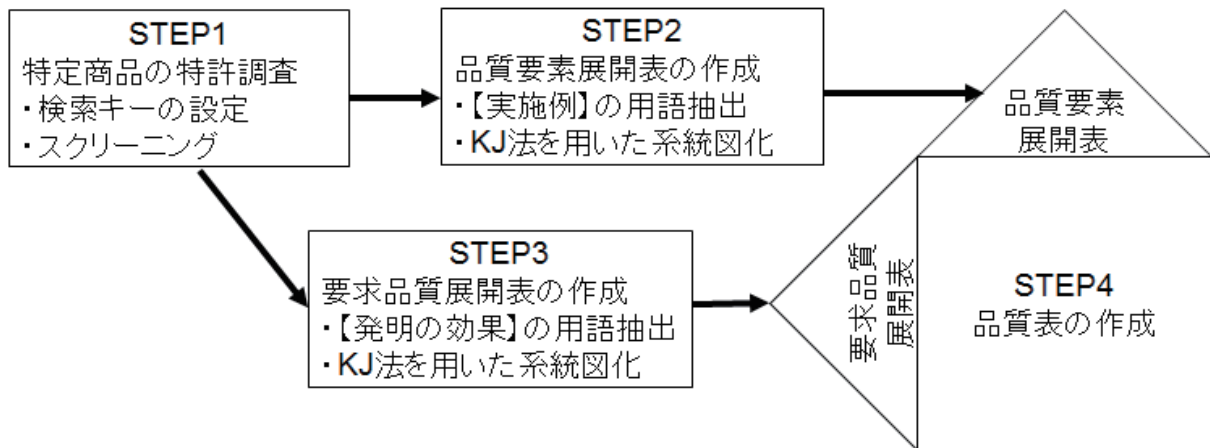 STEP1
特定商品の特許調査
・検索キーの設定
・スクリーニング
STEP2
品質要素展開表の作成
・【実施例】の用語抽出
・KJ法を用いた系統図化
品質要素
展開表
STEP3
要求品質展開表の作成
・【発明の効果】の用語抽出
・KJ法を用いた系統図化
要求品質
展開表
STEP4
品質表の作成